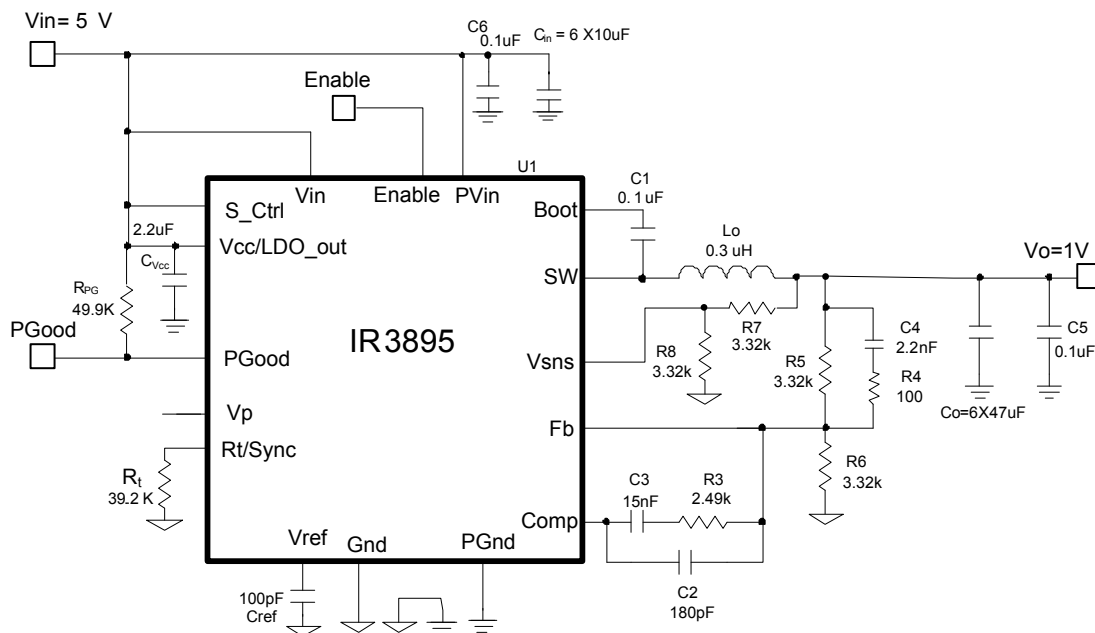 Vin= 5 V
C6
0.1uF
Cin = 6 X10uF
Enable
U1
Vin
Enable
PVin
C1
0.1uF
Boot
S_Ctrl
2.2uF
Vcc/LDO_out
CVcc
Lo
0.3 uH
Vo=1V
SW
RPG
49.9K
PGood
IR3895
R7
3.32k
C4
2.2nF
C5
0.1uF
R8
3.32k
Vsns
R5
3.32k
R4
100
PGood
Co=6X47uF
Vp
Fb
Rt/Sync
R6
3.32k
Rt
39.2 K
C3
15nF
R3
2.49k
Comp
Vref
Gnd
PGnd
C2
180pF
100pF
Cref